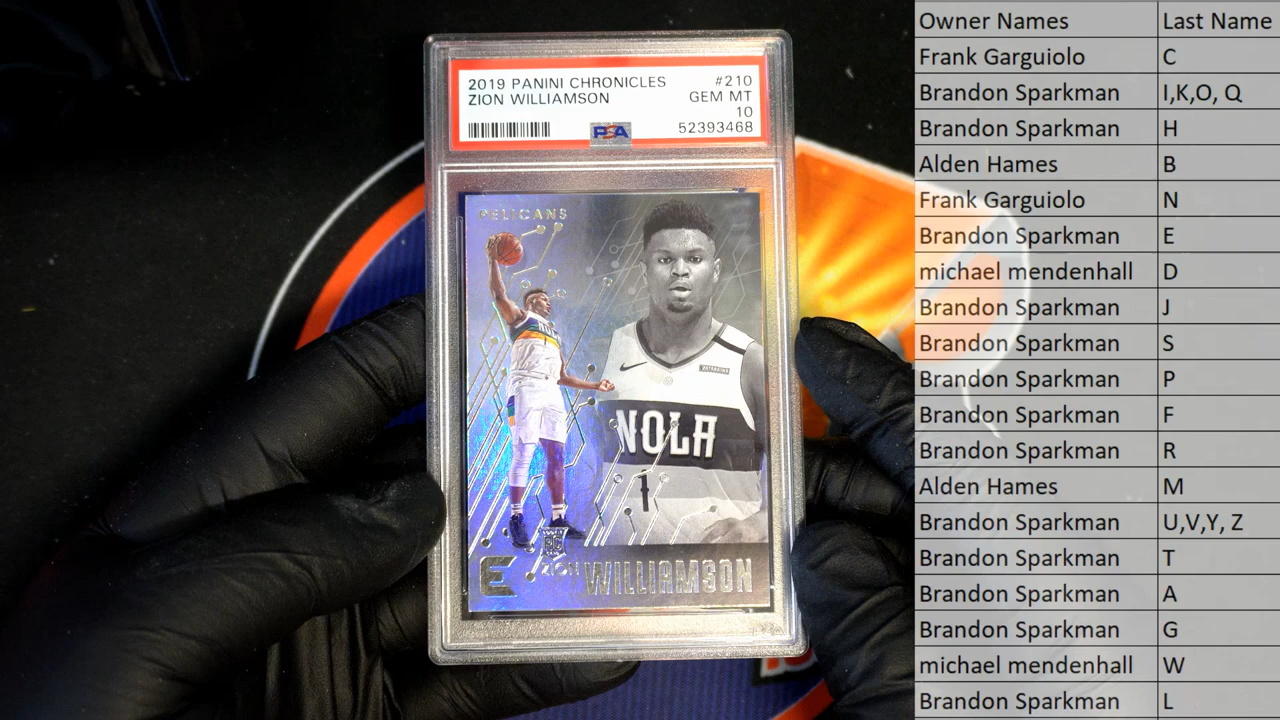 2019 PANINI CHRONICLES #210
ZION WILLIAMSON GEM MT
10
PSA 52393468
PELICANS
NOLA
NOLA
1
RC
E ZION WILLIAMSON
Owner Names Last Name
Frank Garguiolo C
Brandon Sparkman I,K,O, Q
Brandon Sparkman H
Alden Hames B
Frank Garguiolo N
Brandon Sparkman E
michael mendenhall D
Brandon Sparkman J
Brandon Sparkman S
Brandon Sparkman P
Brandon Sparkman F
Brandon Sparkman R
Alden Hames M
Brandon Sparkman U,V,Y, Z
Brandon Sparkman T
Brandon Sparkman A
Brandon Sparkman G
michael mendenhall W
Brandon Sparkman L